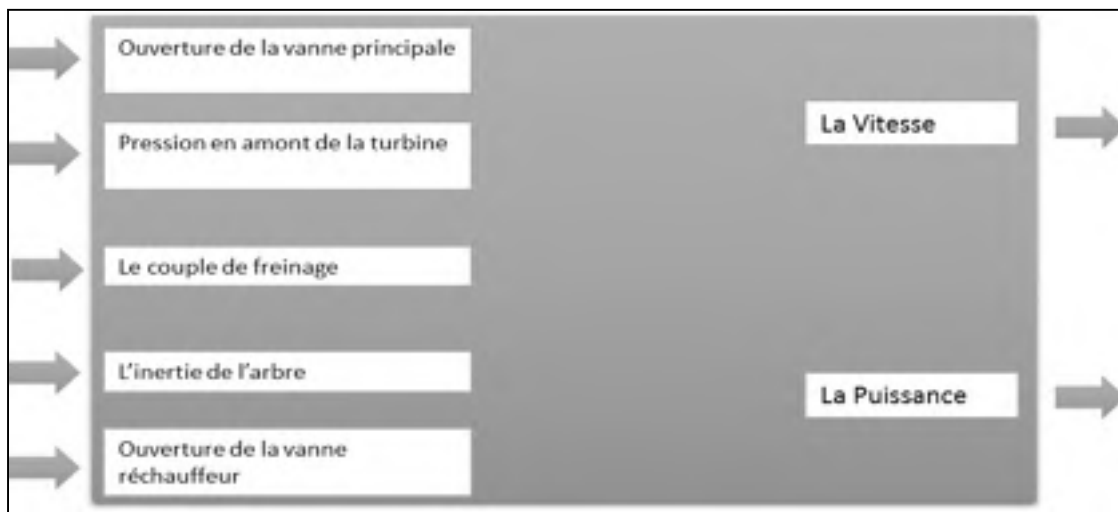 Ouverture de la vanne principale
Pression en amont de la turbine
Le couple de freinage
L'inertie de l'arbre
Ouverture de la vanne
réchauffeur
La Vitesse
La Puissance